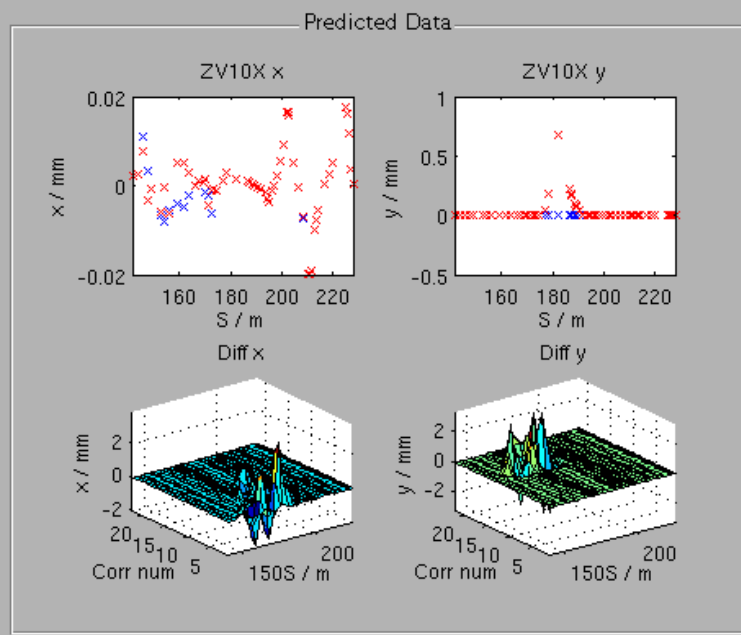 Predicted Data
ZV10X x
ZV10X y
0.02
0
-0.02
x / mm
160 180 200 220
S / m
1
0.5
0
-0.5
y / mm
160 180 200 220
S / m
Diff x
Diff y
2
0
-2
x / mm
20 15 10 5
Corr num
150 200
S / m
2
0
-2
y / mm
20 15 10 5
Corr num
150 200
S / m